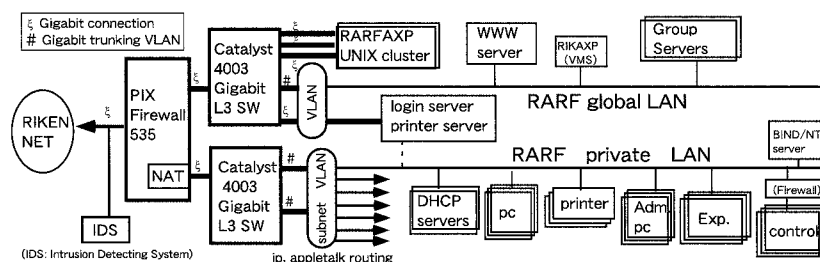 ξ Gigabit connection
# Gigabit trunking VLAN
RIKEN
NET
ξ
PIX
Firewall
535
NAT
IDS
(IDS: Intrusion Detecting System)
ξ
Catalyst
4003
Gigabit
L3 SW
ξ
#
ξ
VLAN
RARFAXP
UNIX cluster
WWW
server
RIKAXP
(VMS)
Group
Servers
RARF global LAN
login server
printer server
ξ
Catalyst
4003
Gigabit
L3 SW
#
#
subnet VLAN
ip, appletalk routing
RARF private LAN
BIND/NT
server
DHCP
servers
pc
printer
Adm.
pc
Exp.
(Firewall)
control